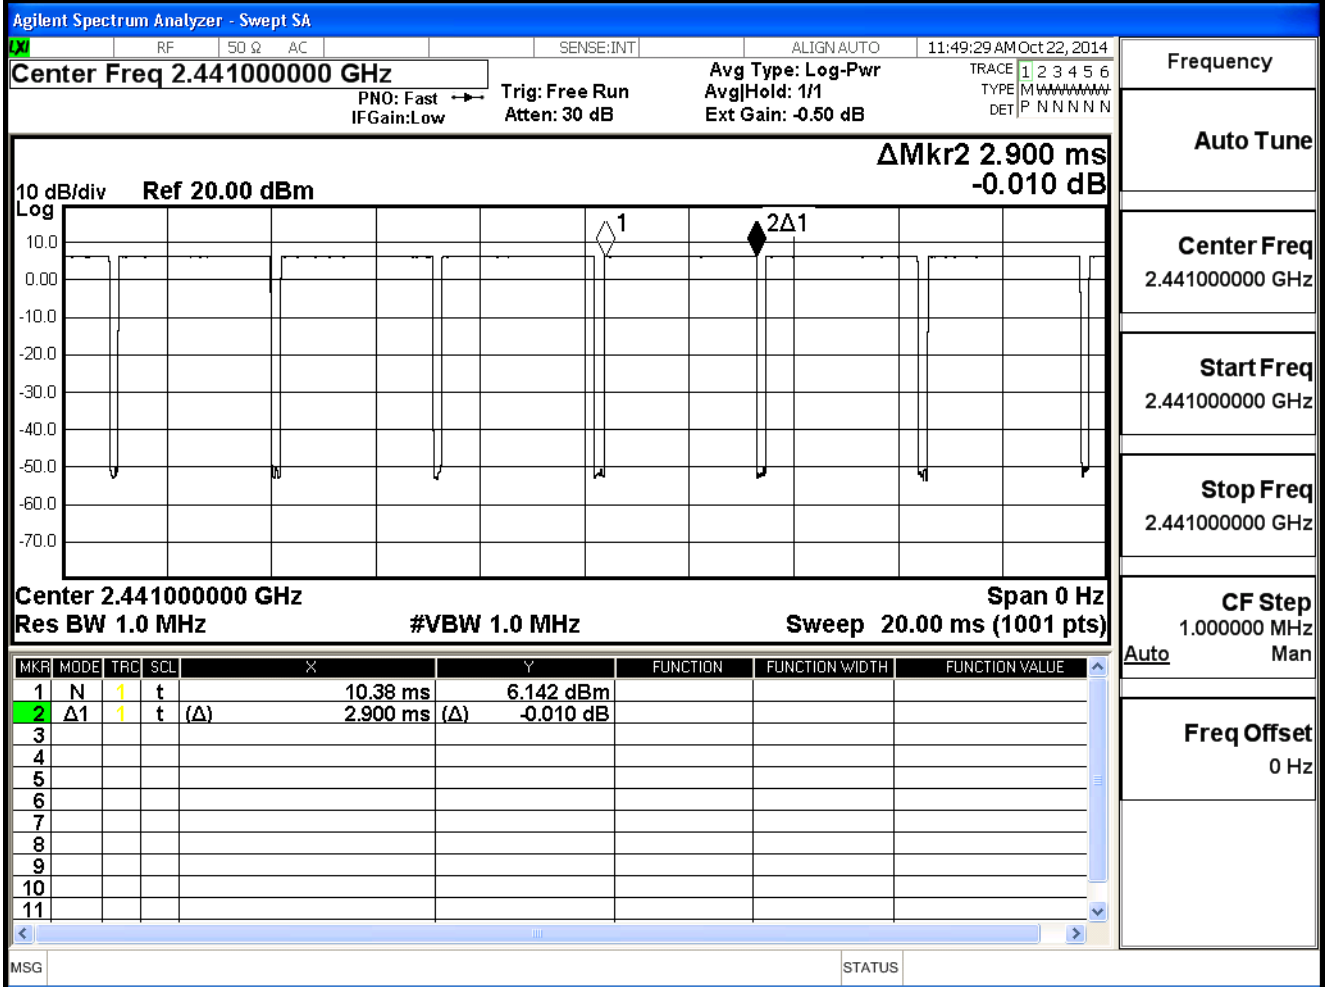 Agilent Spectrum Analyzer - Swept SA
LXI RF 50 Ω AC SENSE:INT ALIGN AUTO 11:49:29 AM Oct 22, 2014
Center Freq 2.441000000 GHz
PNO: Fast
IFGain:Low
Trig: Free Run
Atten: 30 dB
Avg Type: Log-Pwr
Avg|Hold: 1/1
Ext Gain: -0.50 dB
TRACE 1 2 3 4 5 6
TYPE M WWWWW
DET P N N N N N
ΔMkr2 2.900 ms
-0.010 dB
10 dB/div Ref 20.00 dBm
Log
1
2Δ1
10.0
0.00
-10.0
-20.0
-30.0
-40.0
-50.0
-60.0
-70.0
Center 2.441000000 GHz Span 0 Hz
Res BW 1.0 MHz #VBW 1.0 MHz Sweep 20.00 ms (1001 pts)
MKR MODE TRC SCL X Y FUNCTION FUNCTION WIDTH FUNCTION VALUE
1 N 1 t 10.38 ms 6.142 dBm
2 Δ1 1 t (Δ) 2.900 ms (Δ) -0.010 dB
3
4
5
6
7
8
9
10
11
MSG STATUS
Frequency
Auto Tune
Center Freq
2.441000000 GHz
Start Freq
2.441000000 GHz
Stop Freq
2.441000000 GHz
CF Step
1.000000 MHz
Auto Man
Freq Offset
0 Hz